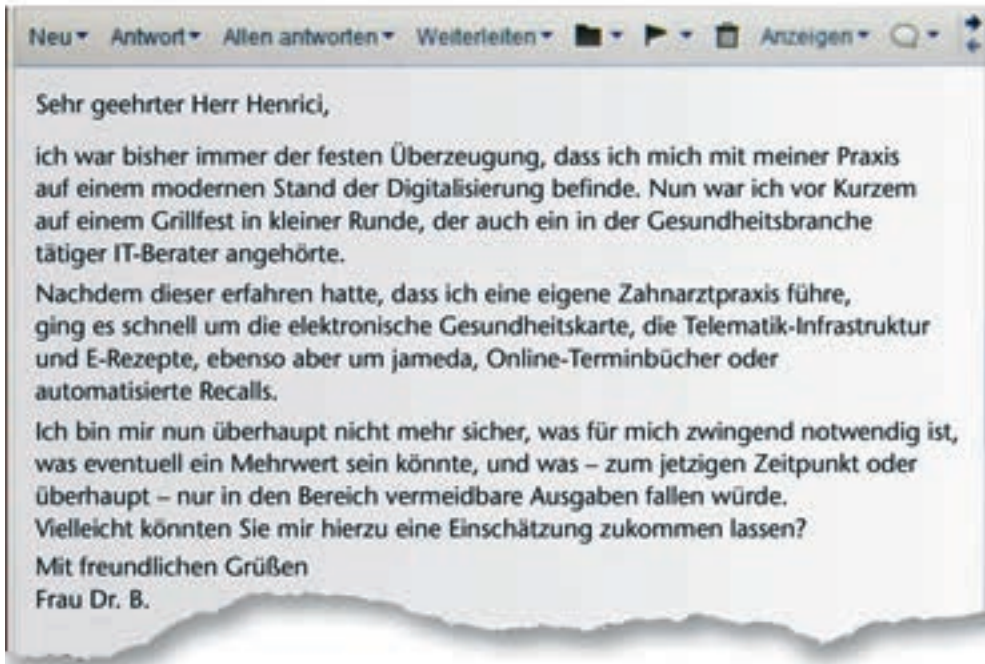 Neu Antwort Allen antworten Weiterleiten Anzeigen
Sehr geehrter Herr Henrici,
ich war bisher immer der festen Überzeugung, dass ich mich mit meiner Praxis
auf einem modernen Stand der Digitalisierung befinde. Nun war ich vor Kurzem
auf einem Grillfest in kleiner Runde, der auch ein in der Gesundheitsbranche
tätiger IT-Berater angehörte.
Nachdem dieser erfahren hatte, dass ich eine eigene Zahnarztpraxis führe,
ging es schnell um die elektronische Gesundheitskarte, die Telematik-Infrastruktur
und E-Rezepte, ebenso aber um jameda, Online-Terminbücher oder
automatisierte Recalls.
Ich bin mir nun überhaupt nicht mehr sicher, was für mich zwingend notwendig ist,
was eventuell ein Mehrwert sein könnte, und was – zum jetzigen Zeitpunkt oder
überhaupt – nur in den Bereich vermeidbare Ausgaben fallen würde.
Vielleicht könnten Sie mir hierzu eine Einschätzung zukommen lassen?
Mit freundlichen Grüßen
Frau Dr. B.